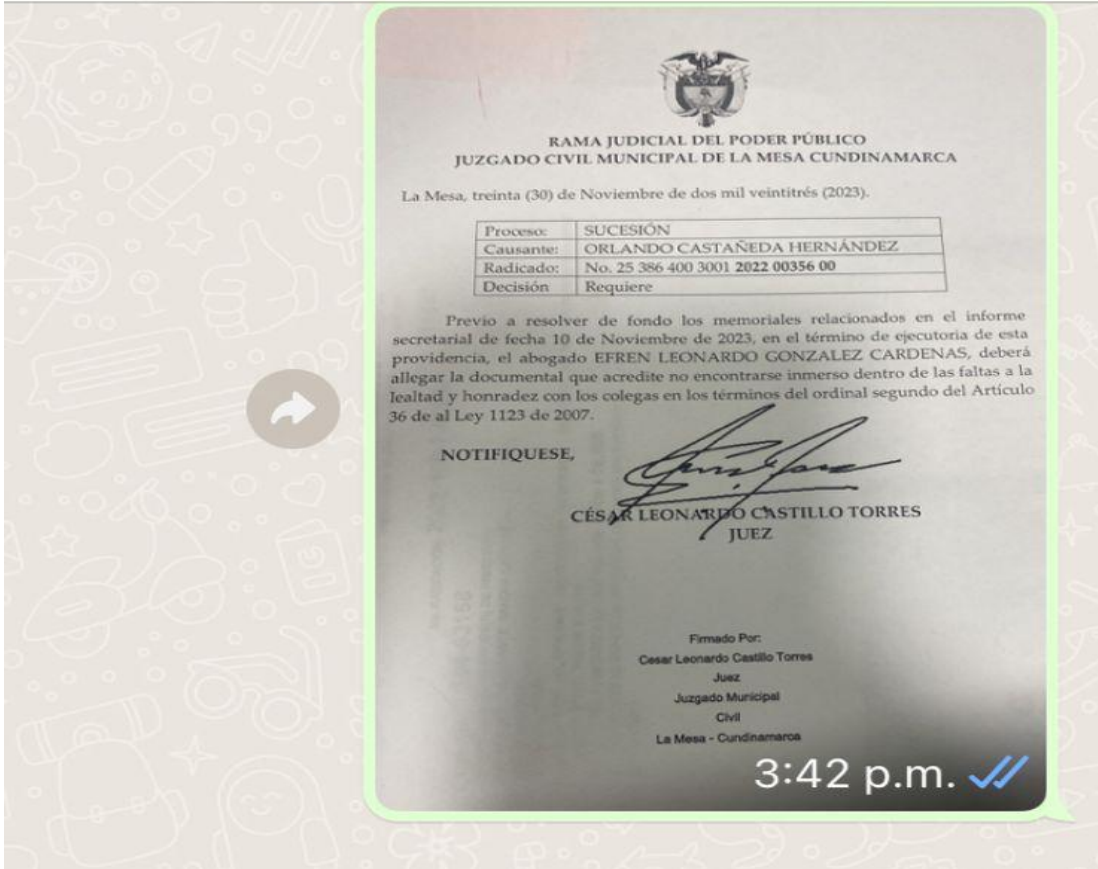 RAMA JUDICIAL DEL PODER PÚBLICO
JUZGADO CIVIL MUNICIPAL DE LA MESA CUNDINAMARCA
La Mesa, treinta (30) de Noviembre de dos mil veintitrés (2023).
Proceso: SUCESIÓN
Causante: ORLANDO CASTAÑEDA HERNÁNDEZ
Radicado: No. 25 386 400 3001 2022 00356 00
Decisión Requiere
Previo a resolver de fondo los memoriales relacionados en el informe
secretarial de fecha 10 de Noviembre de 2023, en el término de ejecutoria de esta
providencia, el abogado EFREN LEONARDO GONZALEZ CARDENAS, deberá
allegar la documental que acredite no encontrarse inmerso dentro de las faltas a la
lealtad y honradez con los colegas en los términos del ordinal segundo del Artículo
36 de al Ley 1123 de 2007.
NOTIFIQUESE,
CÉSAR LEONARDO CASTILLO TORRES
JUEZ
Firmado Por:
Cesar Leonardo Castillo Torres
Juez
Juzgado Municipal
Civil
La Mesa - Cundinamarca
3:42 p.m.